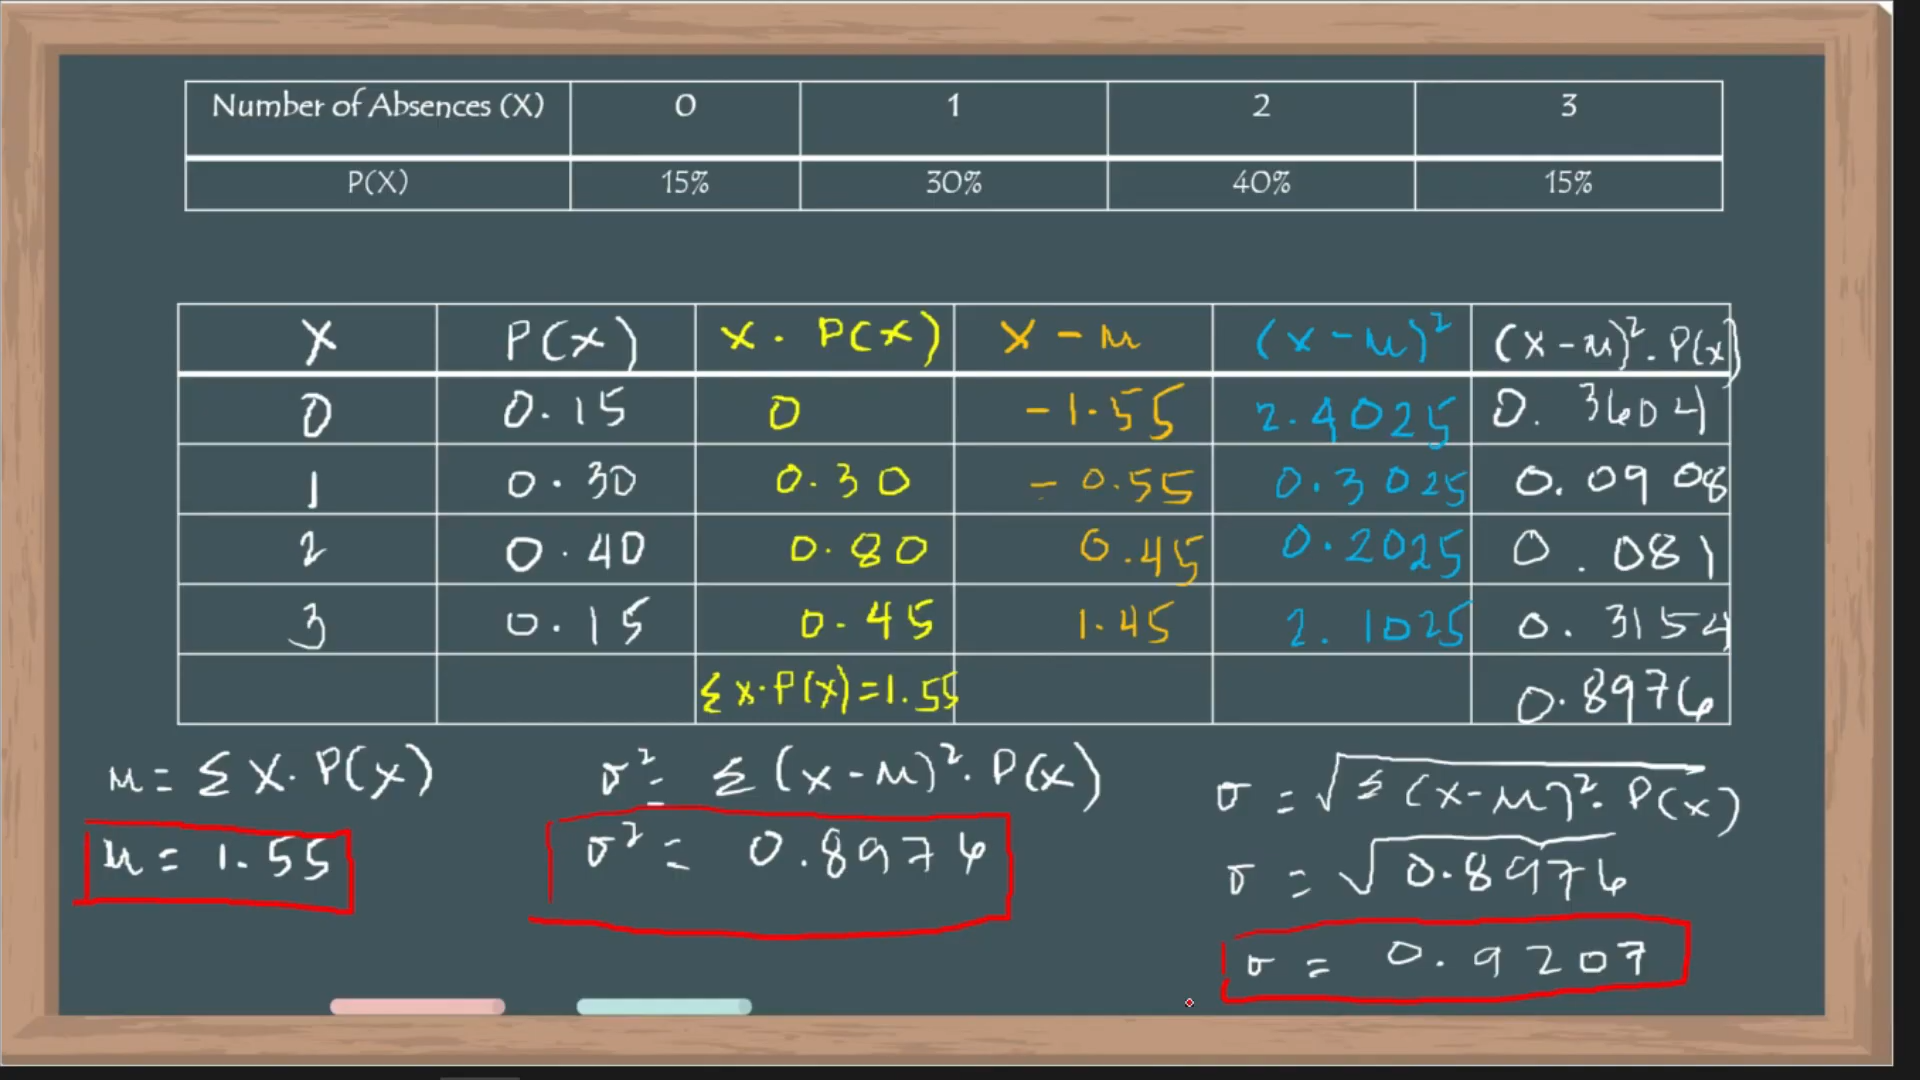 Number of Absences (X) 0 1 2 3
P(X) 15% 30% 40% 15%
X P(X) X · P(X) X - μ (X - μ)² (X - μ)² · P(X)
0 0.15 0 -1.55 2.4025 0.3604
1 0.30 0.30 -0.55 0.3025 0.0908
2 0.40 0.80 0.45 0.2025 0.081
3 0.15 0.45 1.45 2.1025 0.3154
Σ X · P(X) = 1.55 0.8976
μ = Σ X · P(X) σ² = Σ (X - μ)² · P(X) σ = √Σ (X - μ)² · P(X)
μ = 1.55 σ² = 0.8976 σ = √0.8976
σ = 0.9207